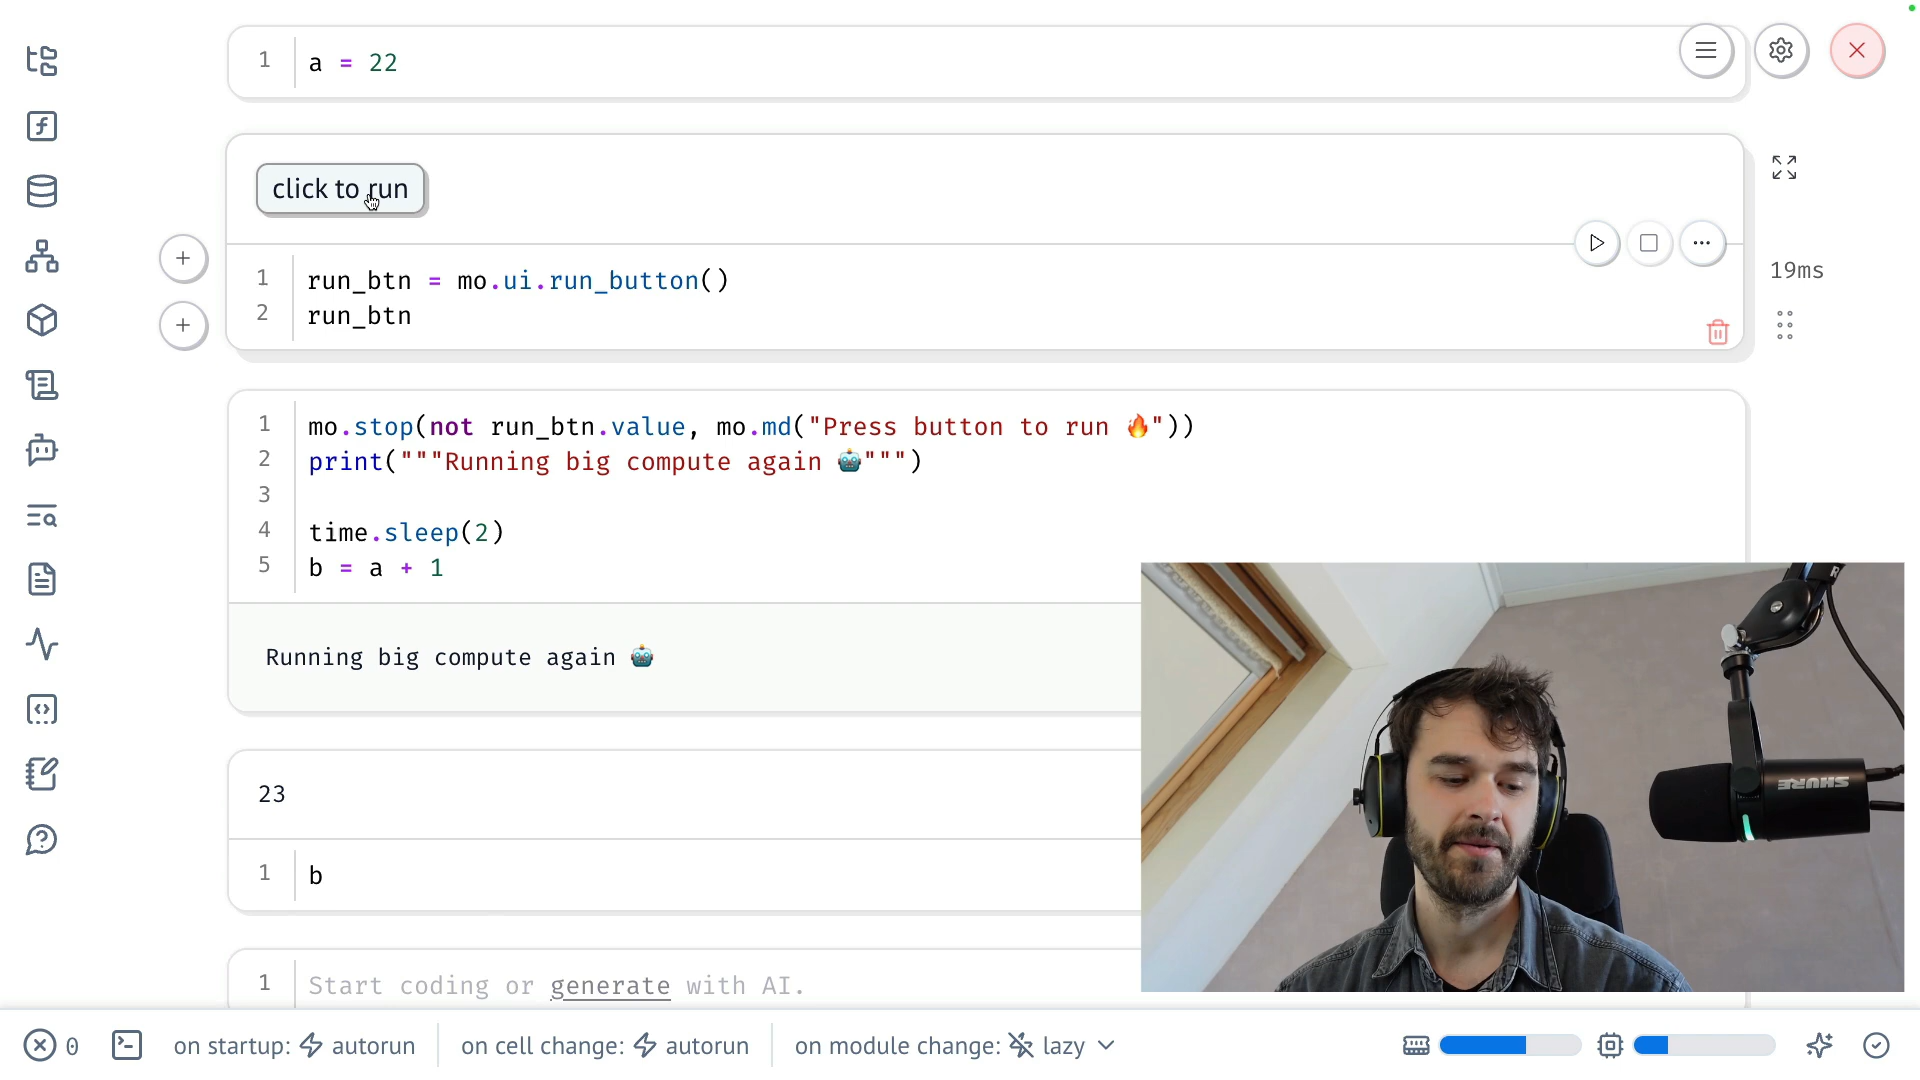 1 a = 22
click to run
19ms
1 run_btn = mo.ui.run_button()
2 run_btn
1 mo.stop(not run_btn.value, mo.md("Press button to run 🔥"))
2 print("""Running big compute again 🤖""")
3
4 time.sleep(2)
5 b = a + 1
Running big compute again 🤖
23
1 b
1 Start coding or generate with AI.
SHURE
0 on startup: autorun on cell change: autorun on module change: lazy